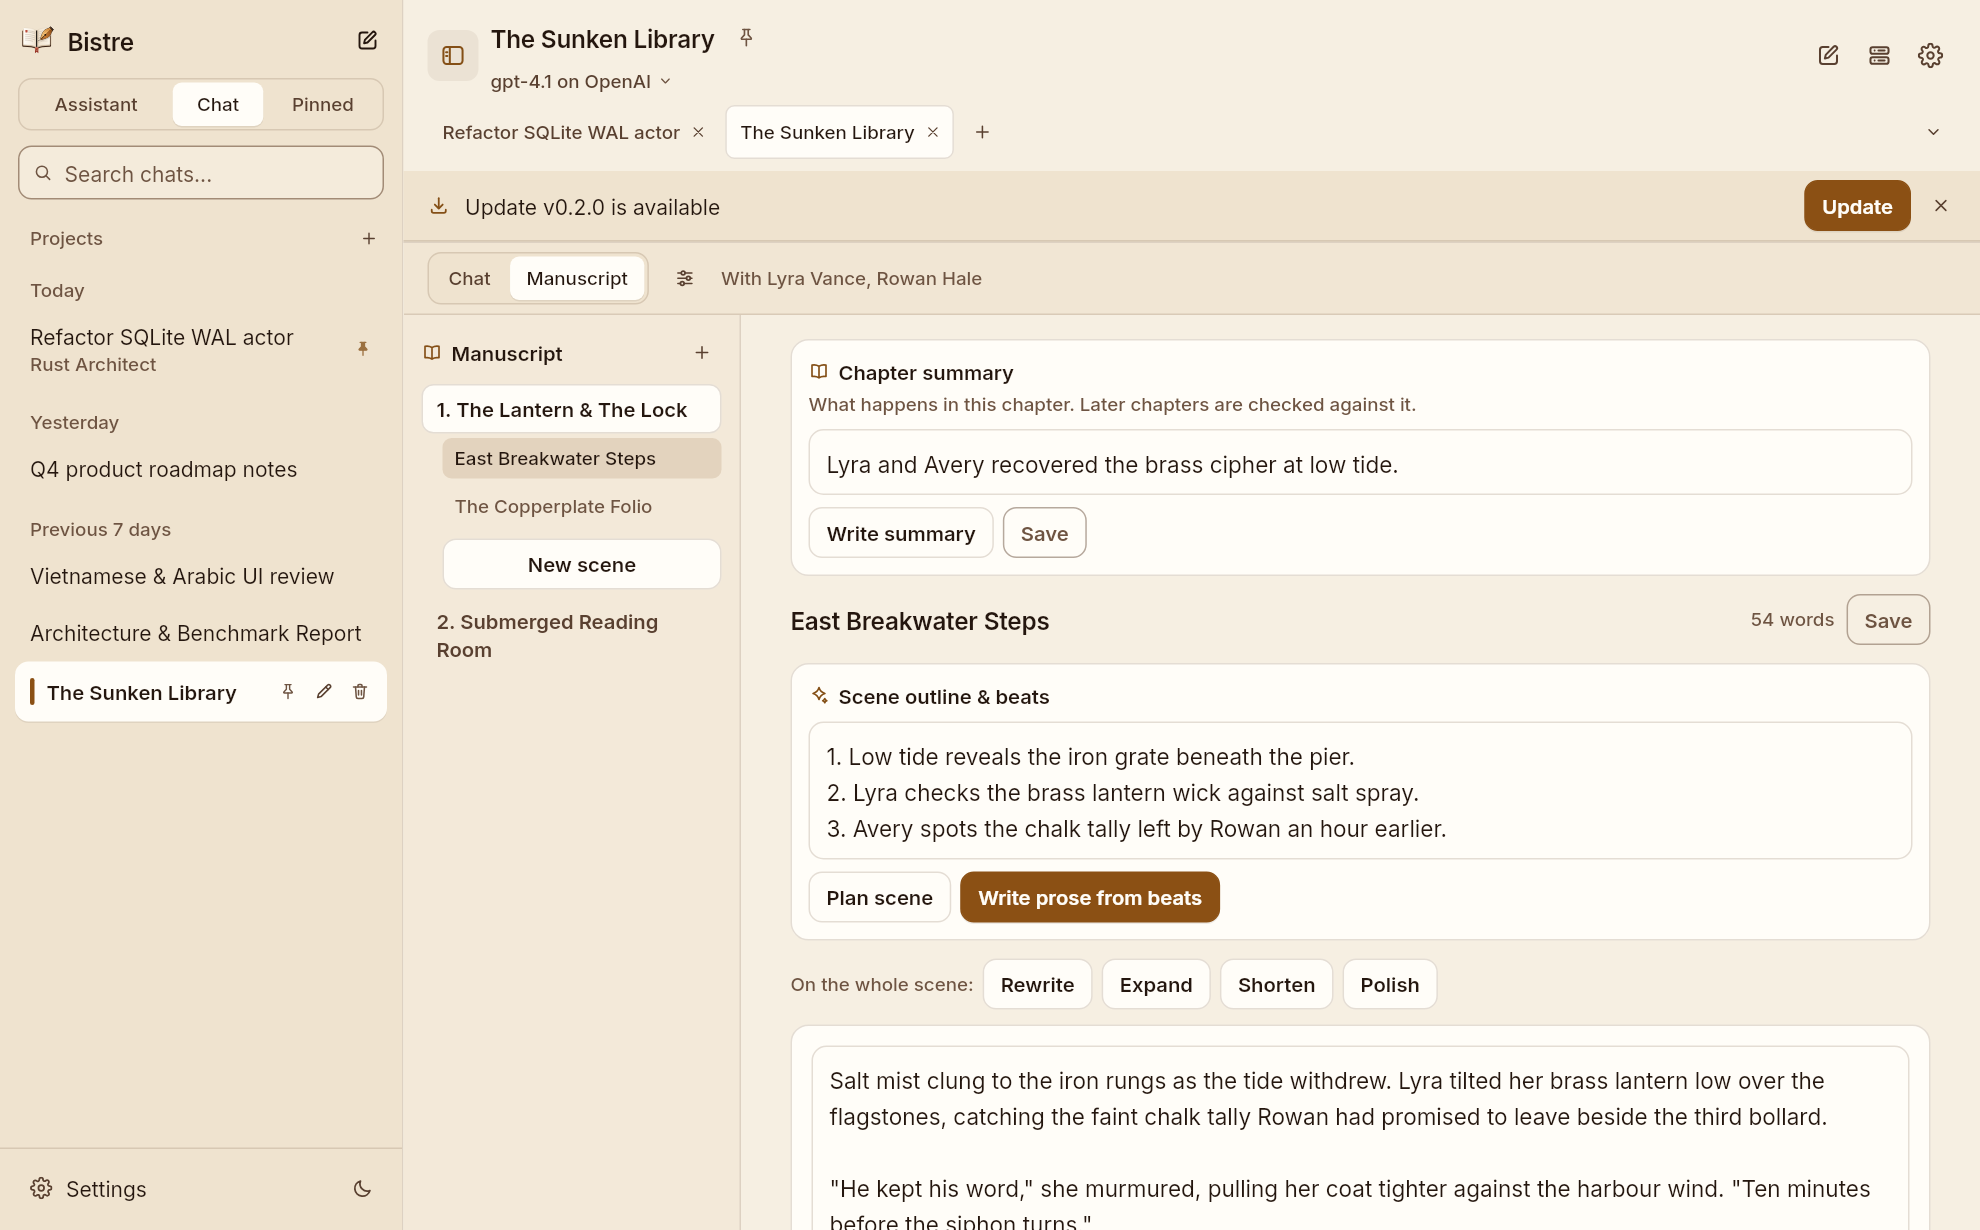 Bistre
Assistant
Chat
Pinned
Search chats...
Projects
Today
Refactor SQLite WAL actor
Rust Architect
Yesterday
Q4 product roadmap notes
Previous 7 days
Vietnamese & Arabic UI review
Architecture & Benchmark Report
The Sunken Library
Settings
The Sunken Library
gpt-4.1 on OpenAI
Refactor SQLite WAL actor
The Sunken Library
Update v0.2.0 is available
Update
Chat
Manuscript
With Lyra Vance, Rowan Hale
Manuscript
1. The Lantern & The Lock
East Breakwater Steps
The Copperplate Folio
New scene
2. Submerged Reading
Room
Chapter summary
What happens in this chapter. Later chapters are checked against it.
Lyra and Avery recovered the brass cipher at low tide.
Write summary
Save
East Breakwater Steps
54 words
Save
Scene outline & beats
1. Low tide reveals the iron grate beneath the pier.
2. Lyra checks the brass lantern wick against salt spray.
3. Avery spots the chalk tally left by Rowan an hour earlier.
Plan scene
Write prose from beats
On the whole scene:
Rewrite
Expand
Shorten
Polish
Salt mist clung to the iron rungs as the tide withdrew. Lyra tilted her brass lantern low over the
flagstones, catching the faint chalk tally Rowan had promised to leave beside the third bollard.
"He kept his word," she murmured, pulling her coat tighter against the harbour wind. "Ten minutes
before the siphon turns."